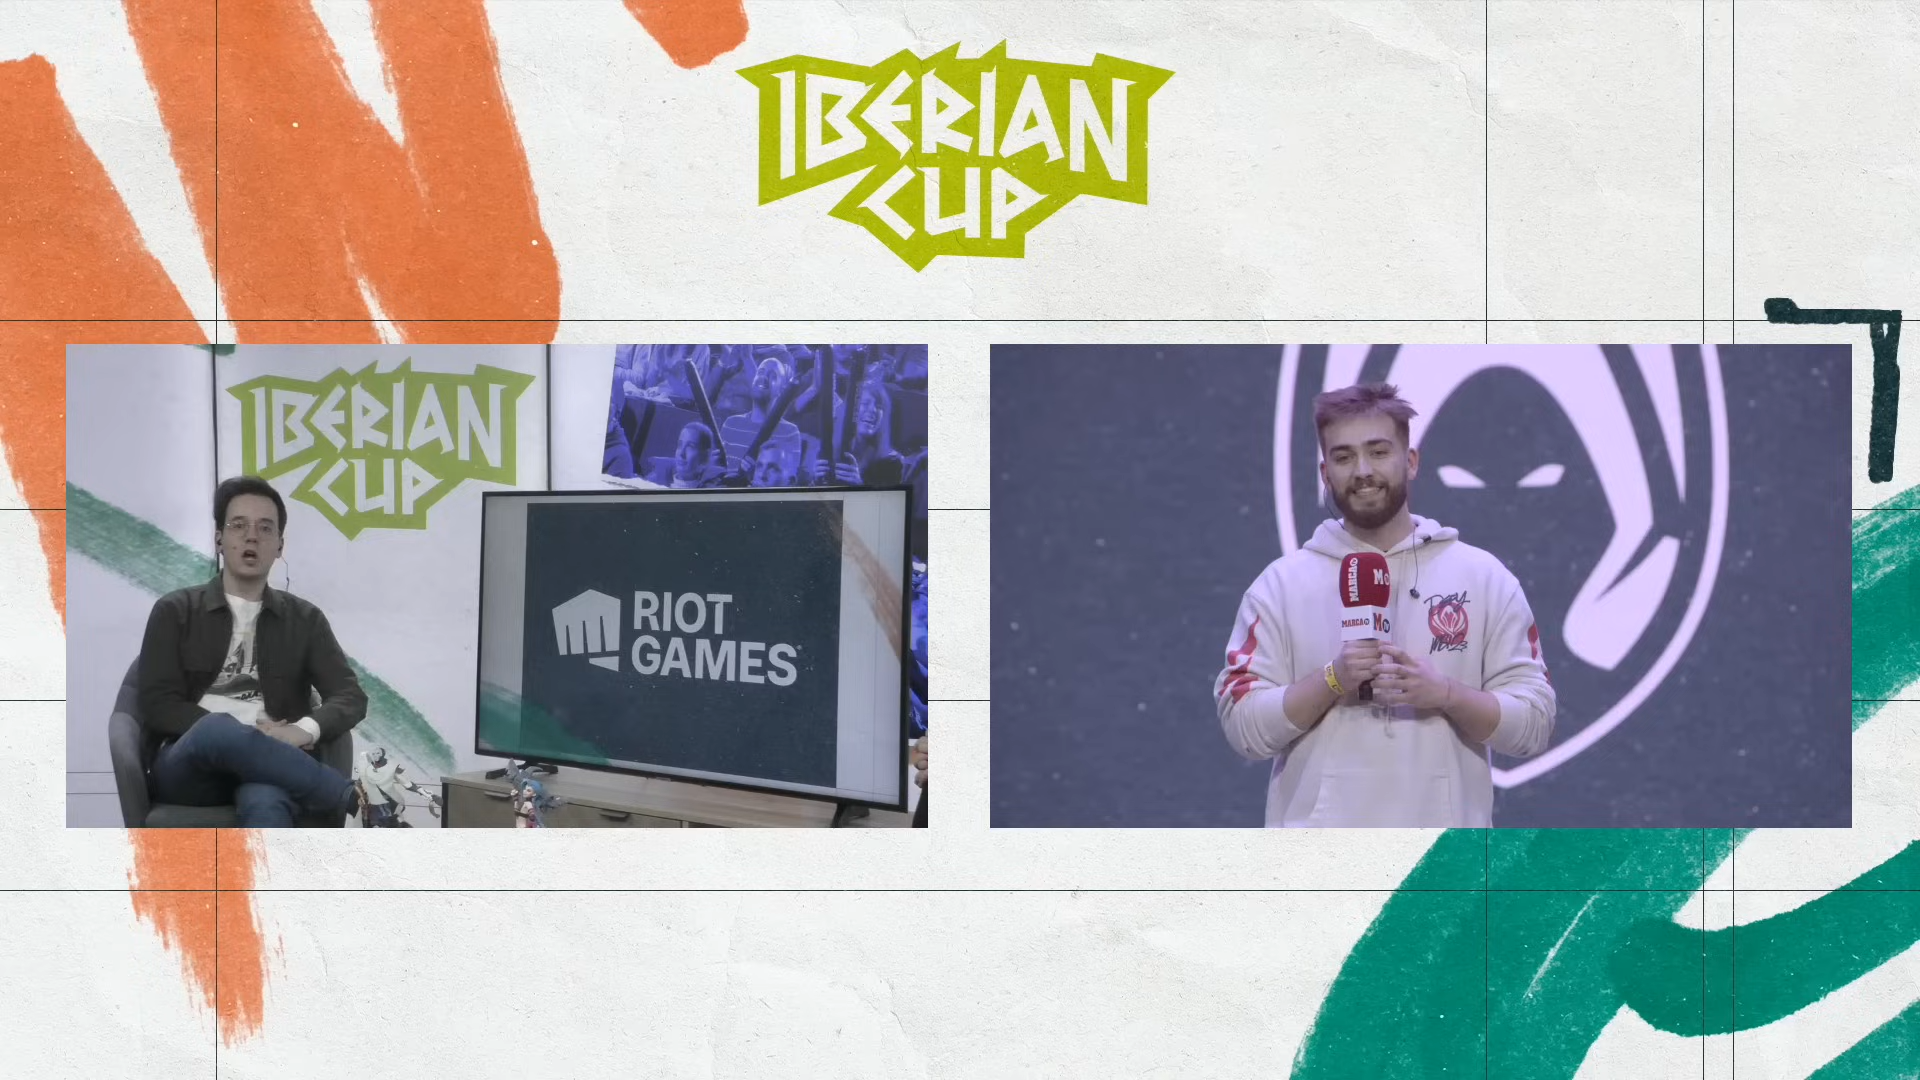 IBERIAN
CUP
IBERIAN
CUP
RIOT
GAMES
MARCA
M
MARCA
M